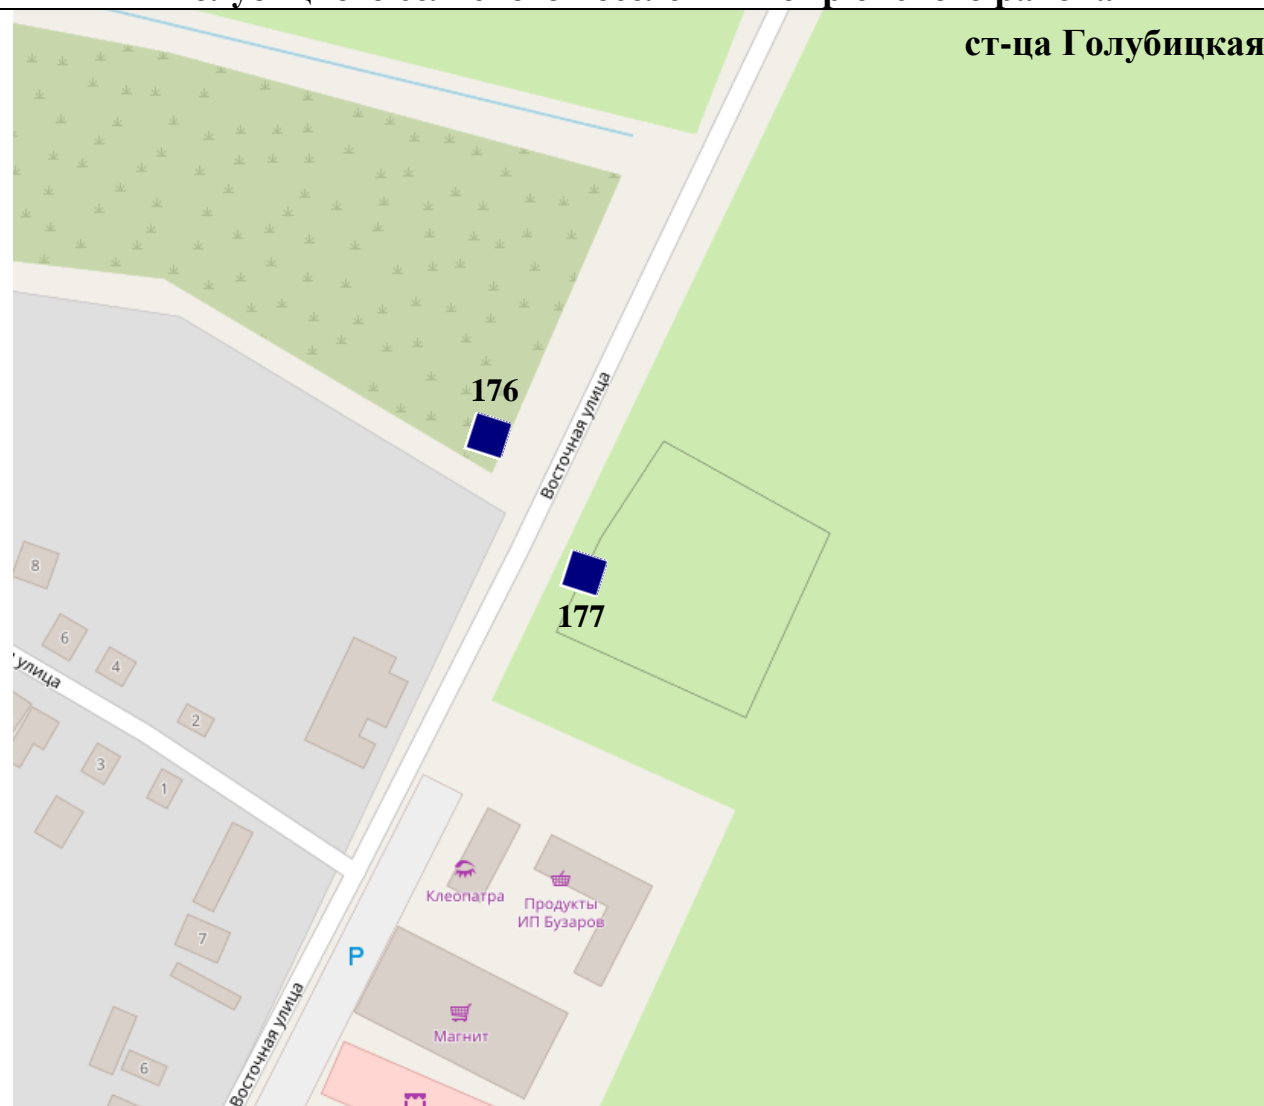 ст-ца Голубицкая
176
Восточная улица
177
8
6
4
улица
2
3
1
Клеопатра
Продукты
ИП Бузаров
7
P
Магнит
Восточная улица
6